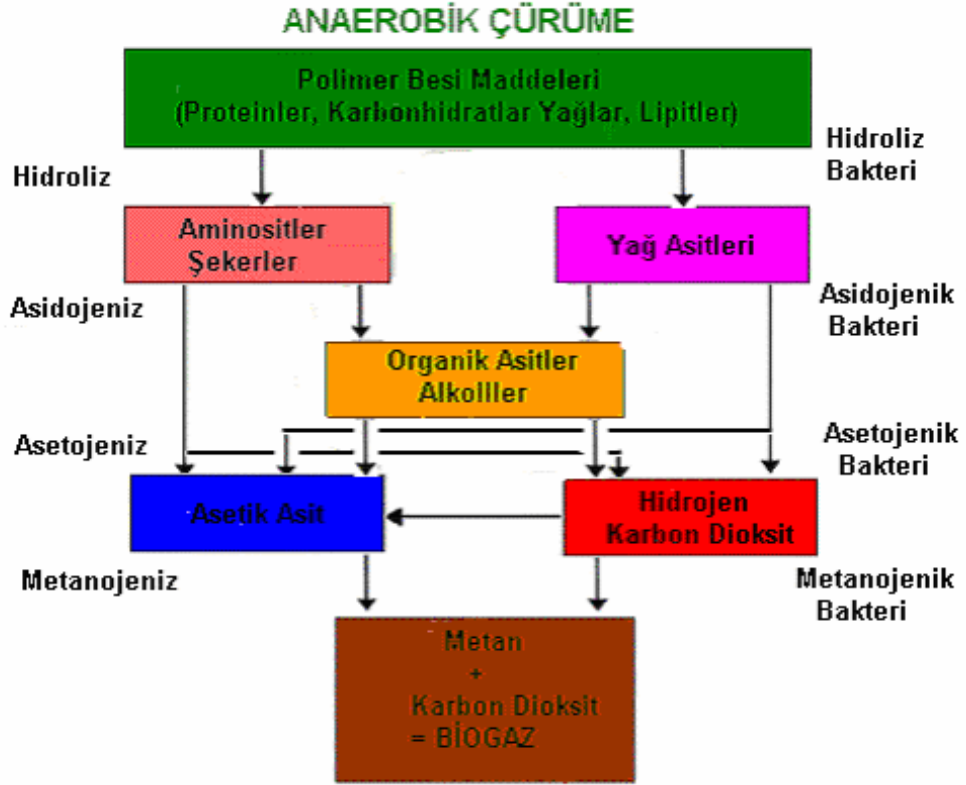 ANAEROBİK ÇÜRÜME
Polimer Besi Maddeleri
(Proteinler, Karbonhidratlar Yağlar, Lipitler)
Hidroliz
Hidroliz
Bakteri
Aminositler
Şekerler
Yağ Asitleri
Asidojeniz
Asidojenik
Bakteri
Organik Asitler
Alkolller
Asetojeniz
Asetojenik
Bakteri
Asetik Asit
Hidrojen
Karbon Dioksit
Metanojeniz
Metanojenik
Bakteri
Metan
+
Karbon Dioksit
= BİOGAZ